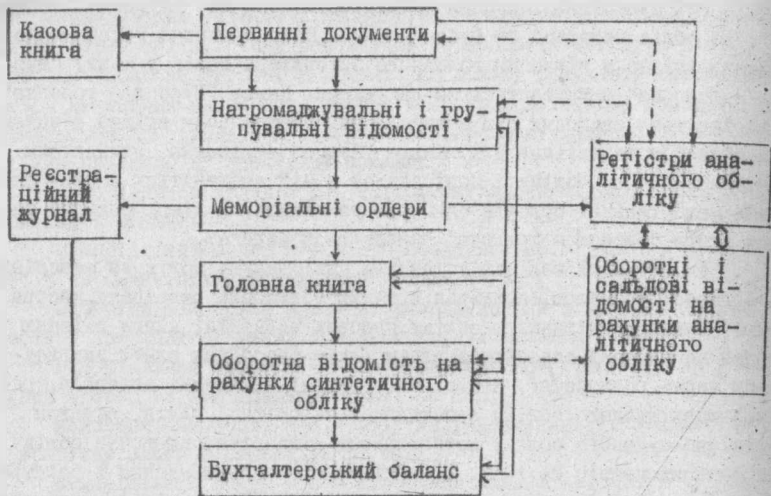 Касова
книга
Первинні документи
Нагромаджувальні і гру-
пувальні відомості
Реєстра-
ційний
журнал
Меморіальні ордери
Регістри ана-
літичного об-
ліку
Головна книга
Оборотні і
сальдові ві-
домості на
рахунки ана-
літичного
обліку
Оборотна відомість на
рахунки синтетичного
обліку
Бухгалтерський баланс